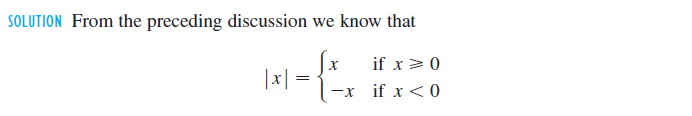 SOLUTION From the preceding discussion we know that
|x| = { x if x ⩾ 0
−x if x < 0